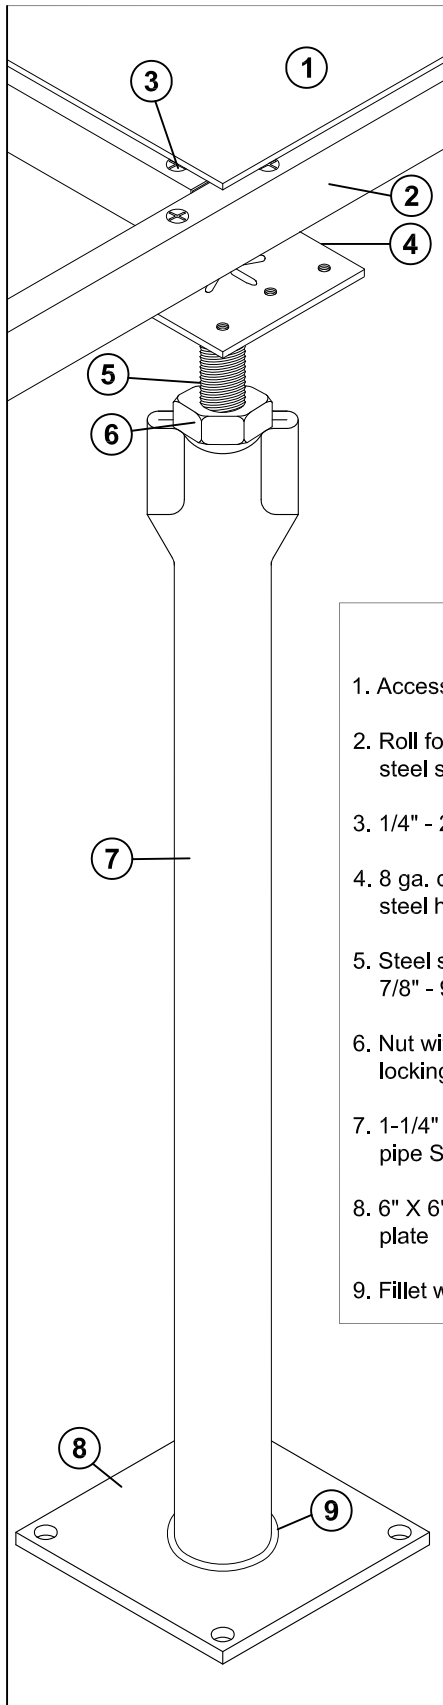 1
3
2
4
5
6
1. Access
2. Roll fo
steel s
3. 1/4" - 2
4. 8 ga. c
steel h
5. Steel s
7/8" - 9
6. Nut wi
locking
7. 1-1/4"
pipe S
8. 6" X 6"
plate
9. Fillet w
7
8
9